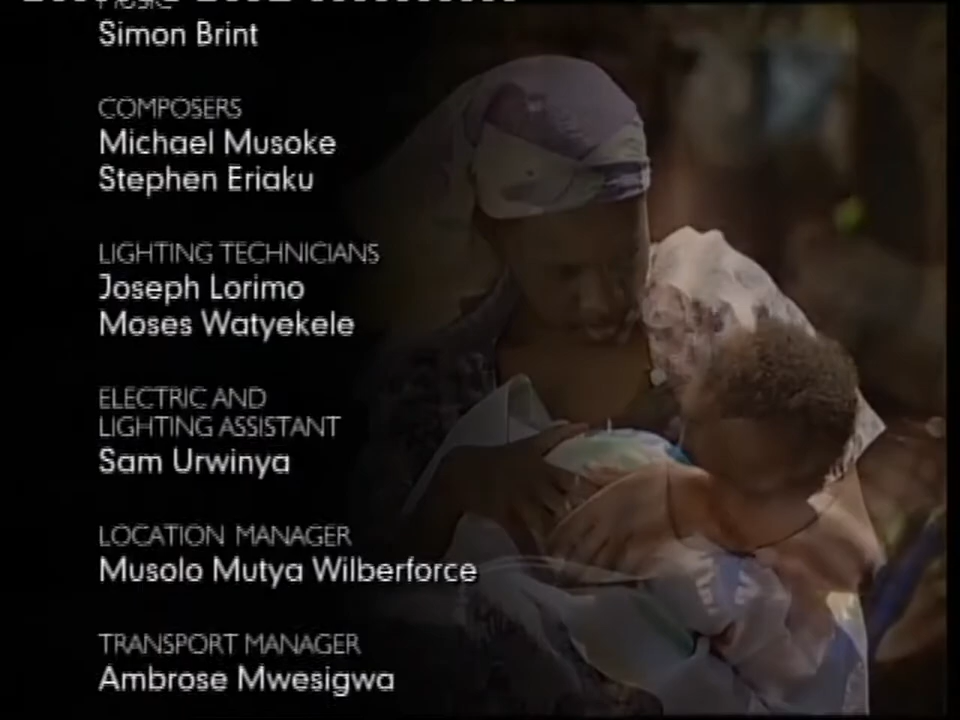 Simon Brint
COMPOSERS
Michael Musoke
Stephen Eriaku
LIGHTING TECHNICIANS
Joseph Lorimo
Moses Watyekele
ELECTRIC AND
LIGHTING ASSISTANT
Sam Urwinya
LOCATION MANAGER
Musolo Mutya Wilberforce
TRANSPORT MANAGER
Ambrose Mwesigwa